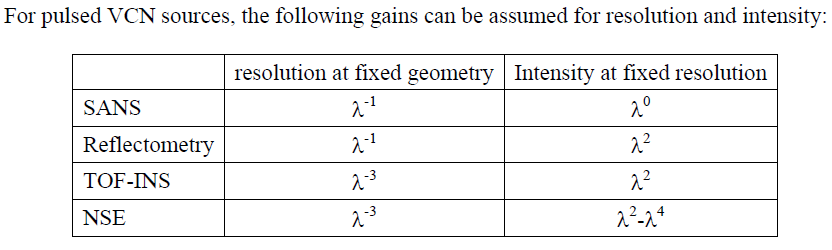 For pulsed VCN sources, the following gains can be assumed for resolution and intensity:
resolution at fixed geometry Intensity at fixed resolution
SANS λ⁻¹ λ⁰
Reflectometry λ⁻¹ λ²
TOF-INS λ⁻³ λ²
NSE λ⁻³ λ²-λ⁴